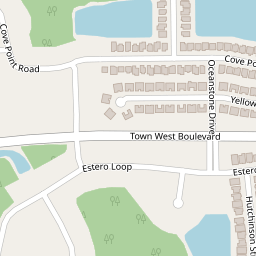 Cove Point Road
Cove Po
Oceanstone Drive
Yellow
Town West Boulevard
Estero Loop
Estero
Hutchinson St